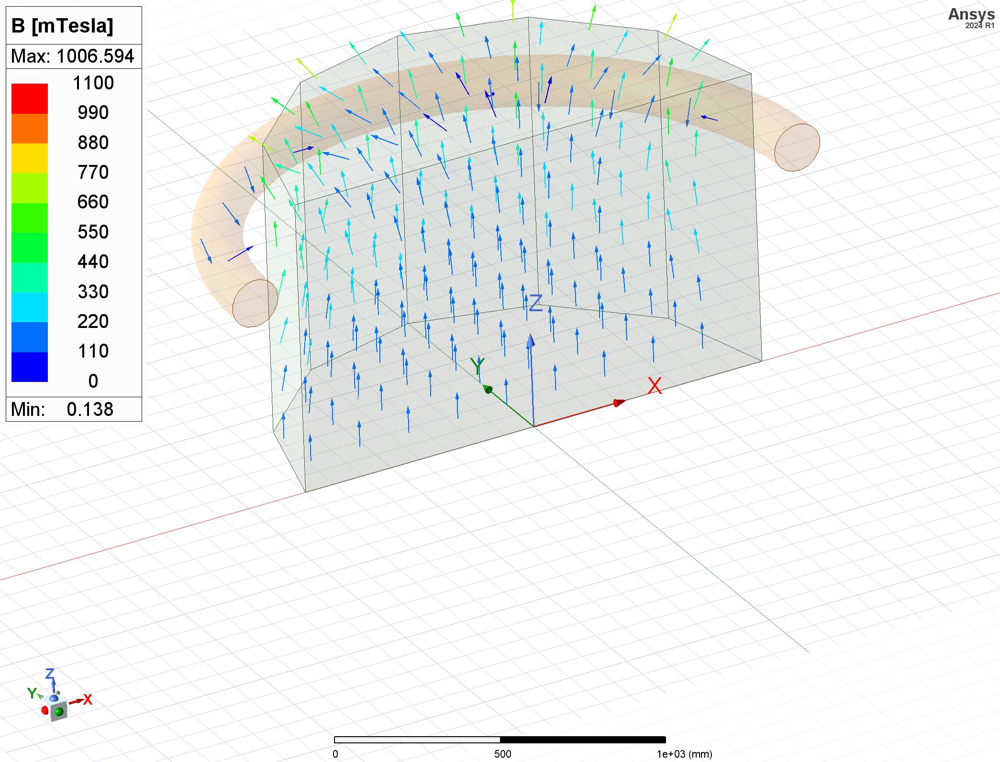 B [mTesla]
Max: 1006.594
1100
990
880
770
660
550
440
330
220
110
0
Min: 0.138
Ansys
2024 R1
Z
Y
X
Z
Y
X
0
500
1e+03 (mm)